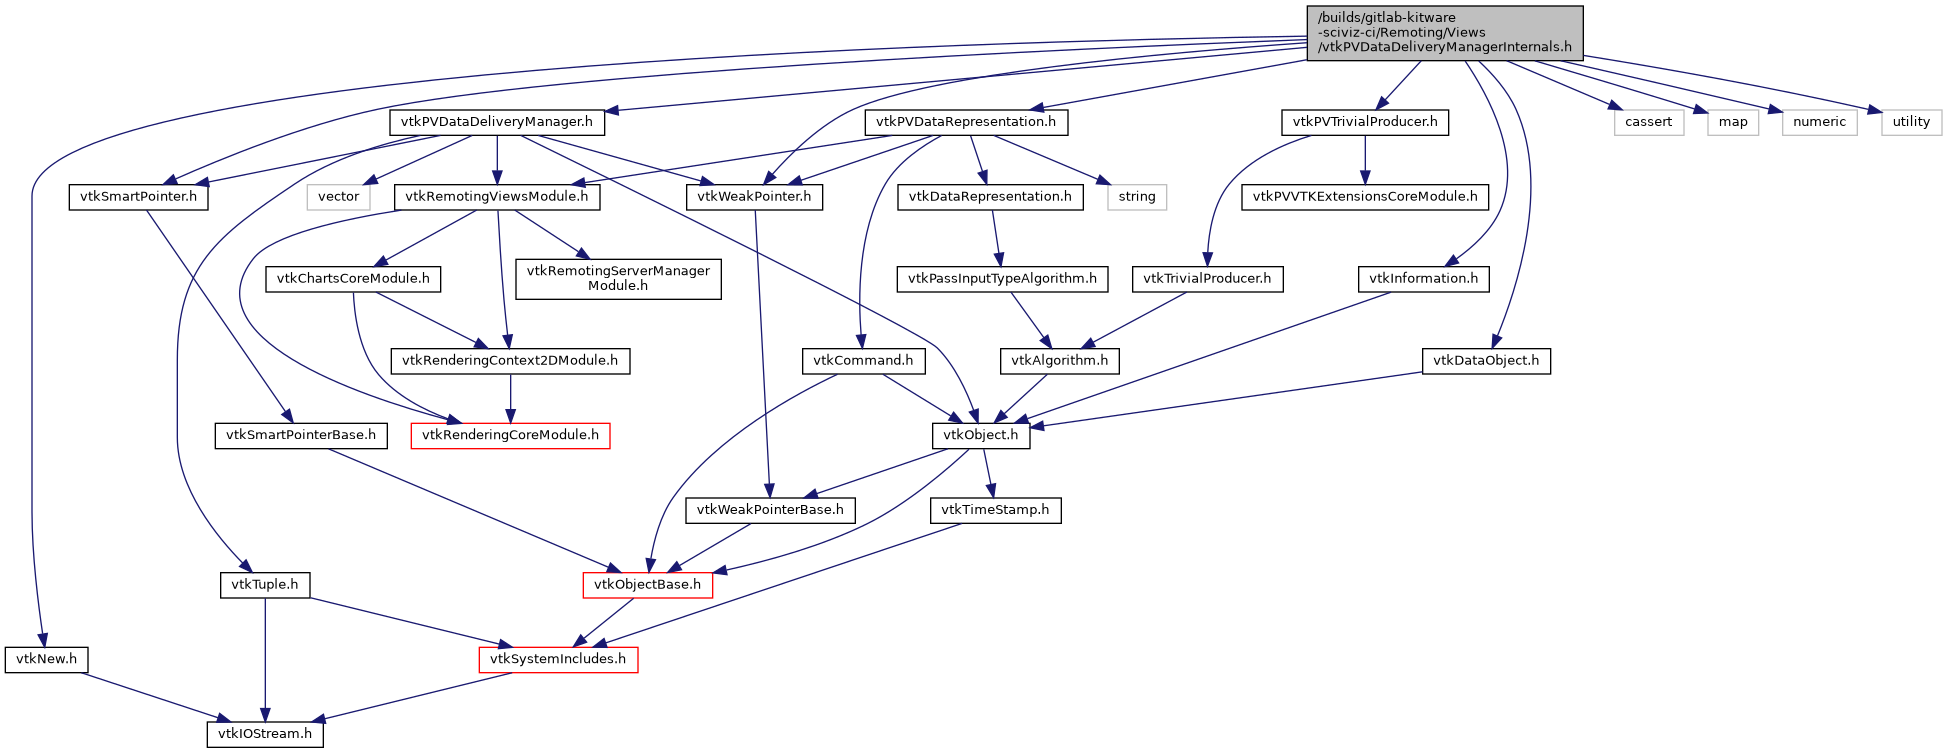 /builds/gitlab-kitware
-sciviz-ci/Remoting/Views
/vtkPVDataDeliveryManagerInternals.h
vtkPVDataDeliveryManager.h
vtkPVDataRepresentation.h
vtkPVTrivialProducer.h
cassert
map
numeric
utility
vtkSmartPointer.h
vector
vtkRemotingViewsModule.h
vtkWeakPointer.h
vtkDataRepresentation.h
string
vtkPVVTKExtensionsCoreModule.h
vtkChartsCoreModule.h
vtkRemotingServerManager
Module.h
vtkPassInputTypeAlgorithm.h
vtkTrivialProducer.h
vtkInformation.h
vtkRenderingContext2DModule.h
vtkCommand.h
vtkAlgorithm.h
vtkDataObject.h
vtkSmartPointerBase.h
vtkRenderingCoreModule.h
vtkObject.h
vtkWeakPointerBase.h
vtkTimeStamp.h
vtkTuple.h
vtkObjectBase.h
vtkNew.h
vtkSystemIncludes.h
vtkIOStream.h